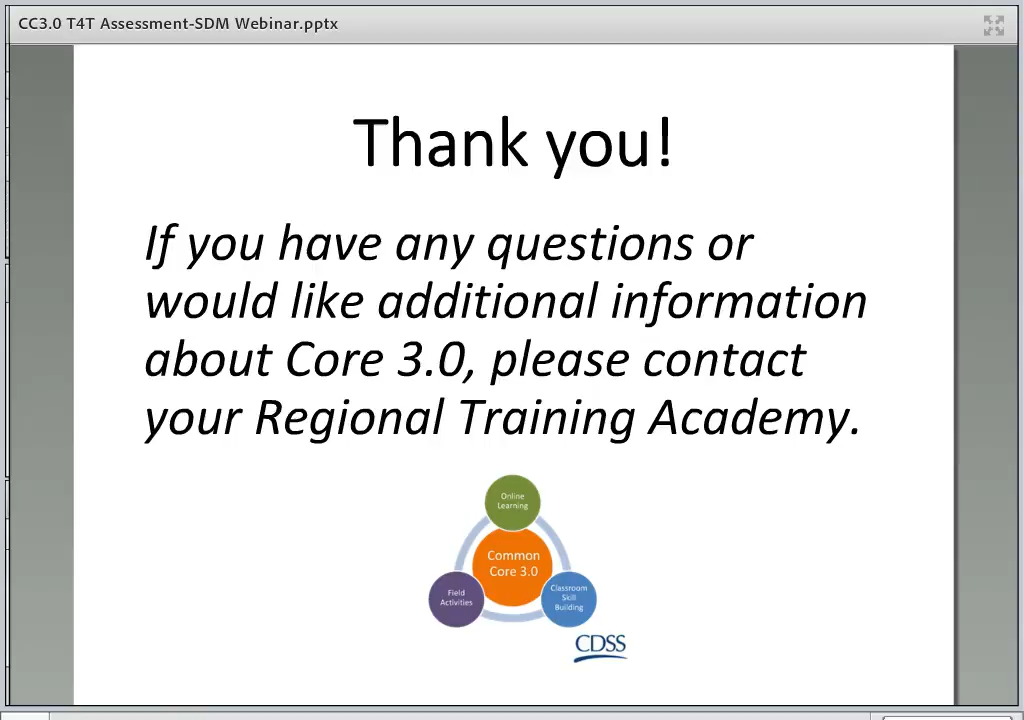 CC3.0 T4T Assessment-SDM Webinar.pptx
Thank you!
If you have any questions or
would like additional information
about Core 3.0, please contact
your Regional Training Academy.
Online
Learning
Common
Core 3.0
Field
Activities
Classroom
Skill
Building
CDSS